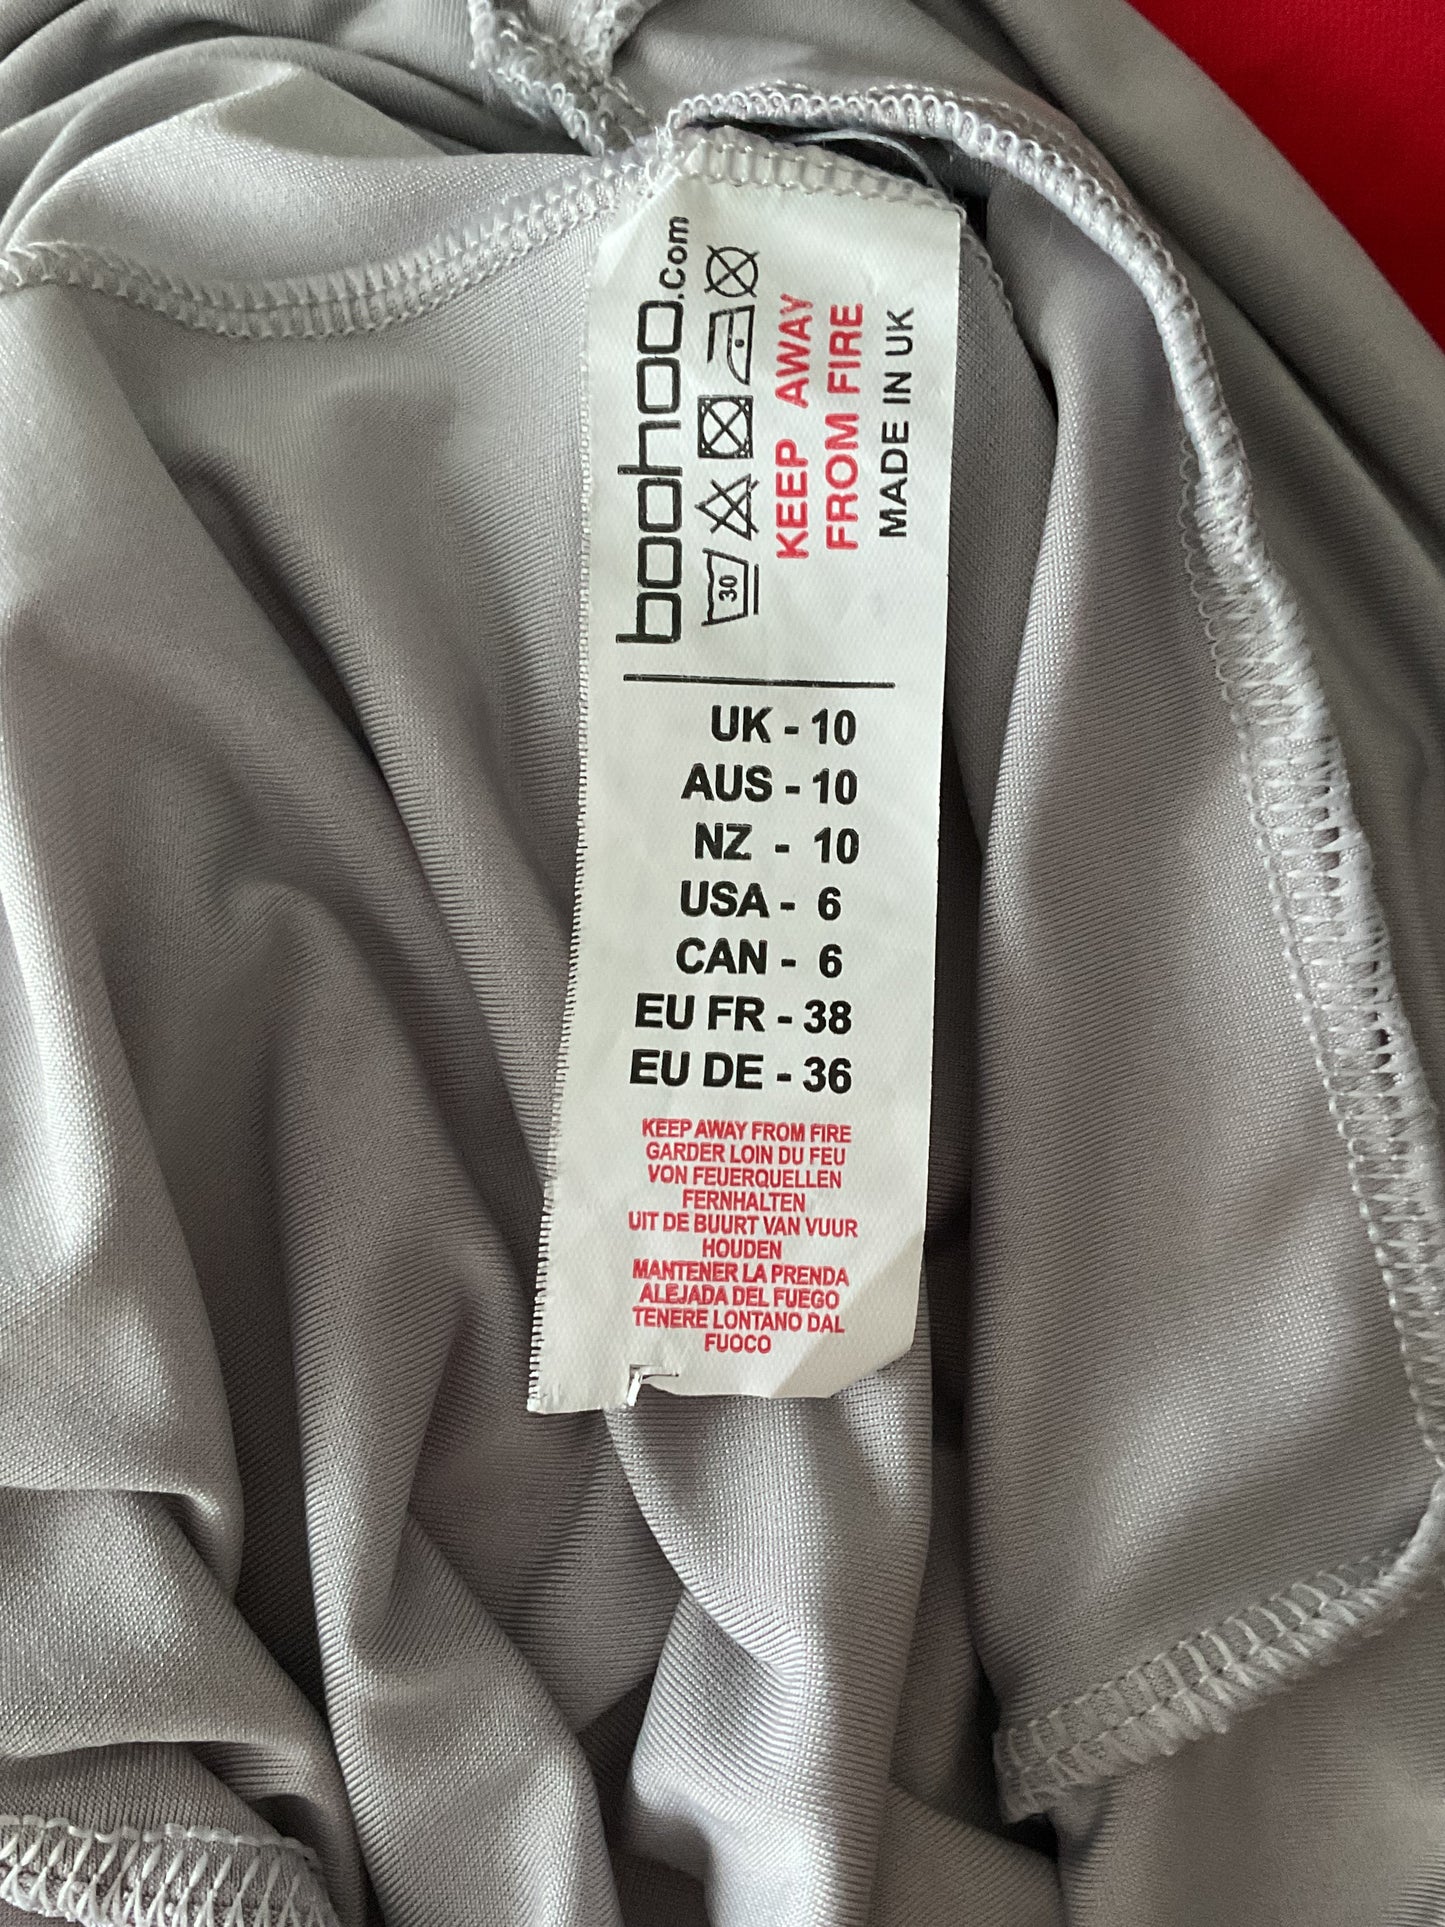 boohoo.com
30
KEEP AWAY
FROM FIRE
MADE IN UK
UK - 10
AUS - 10
NZ - 10
USA - 6
CAN - 6
EU FR - 38
EU DE - 36
KEEP AWAY FROM FIRE
GARDER LOIN DU FEU
VON FEUERQUELLEN
FERNHALTEN
UIT DE BUURT VAN VUUR
HOUDEN
MANTENER LA PRENDA
ALEJADA DEL FUEGO
TENERE LONTANO DAL
FUOCO